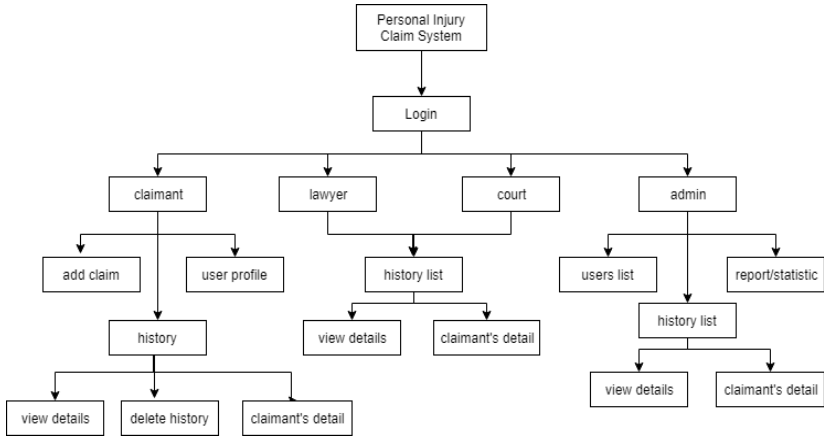 Personal Injury
Claim System
Login
claimant
lawyer
court
admin
add claim
user profile
history list
users list
report/statistic
history
view details
claimant's detail
history list
view details
delete history
claimant's detail
view details
claimant's detail